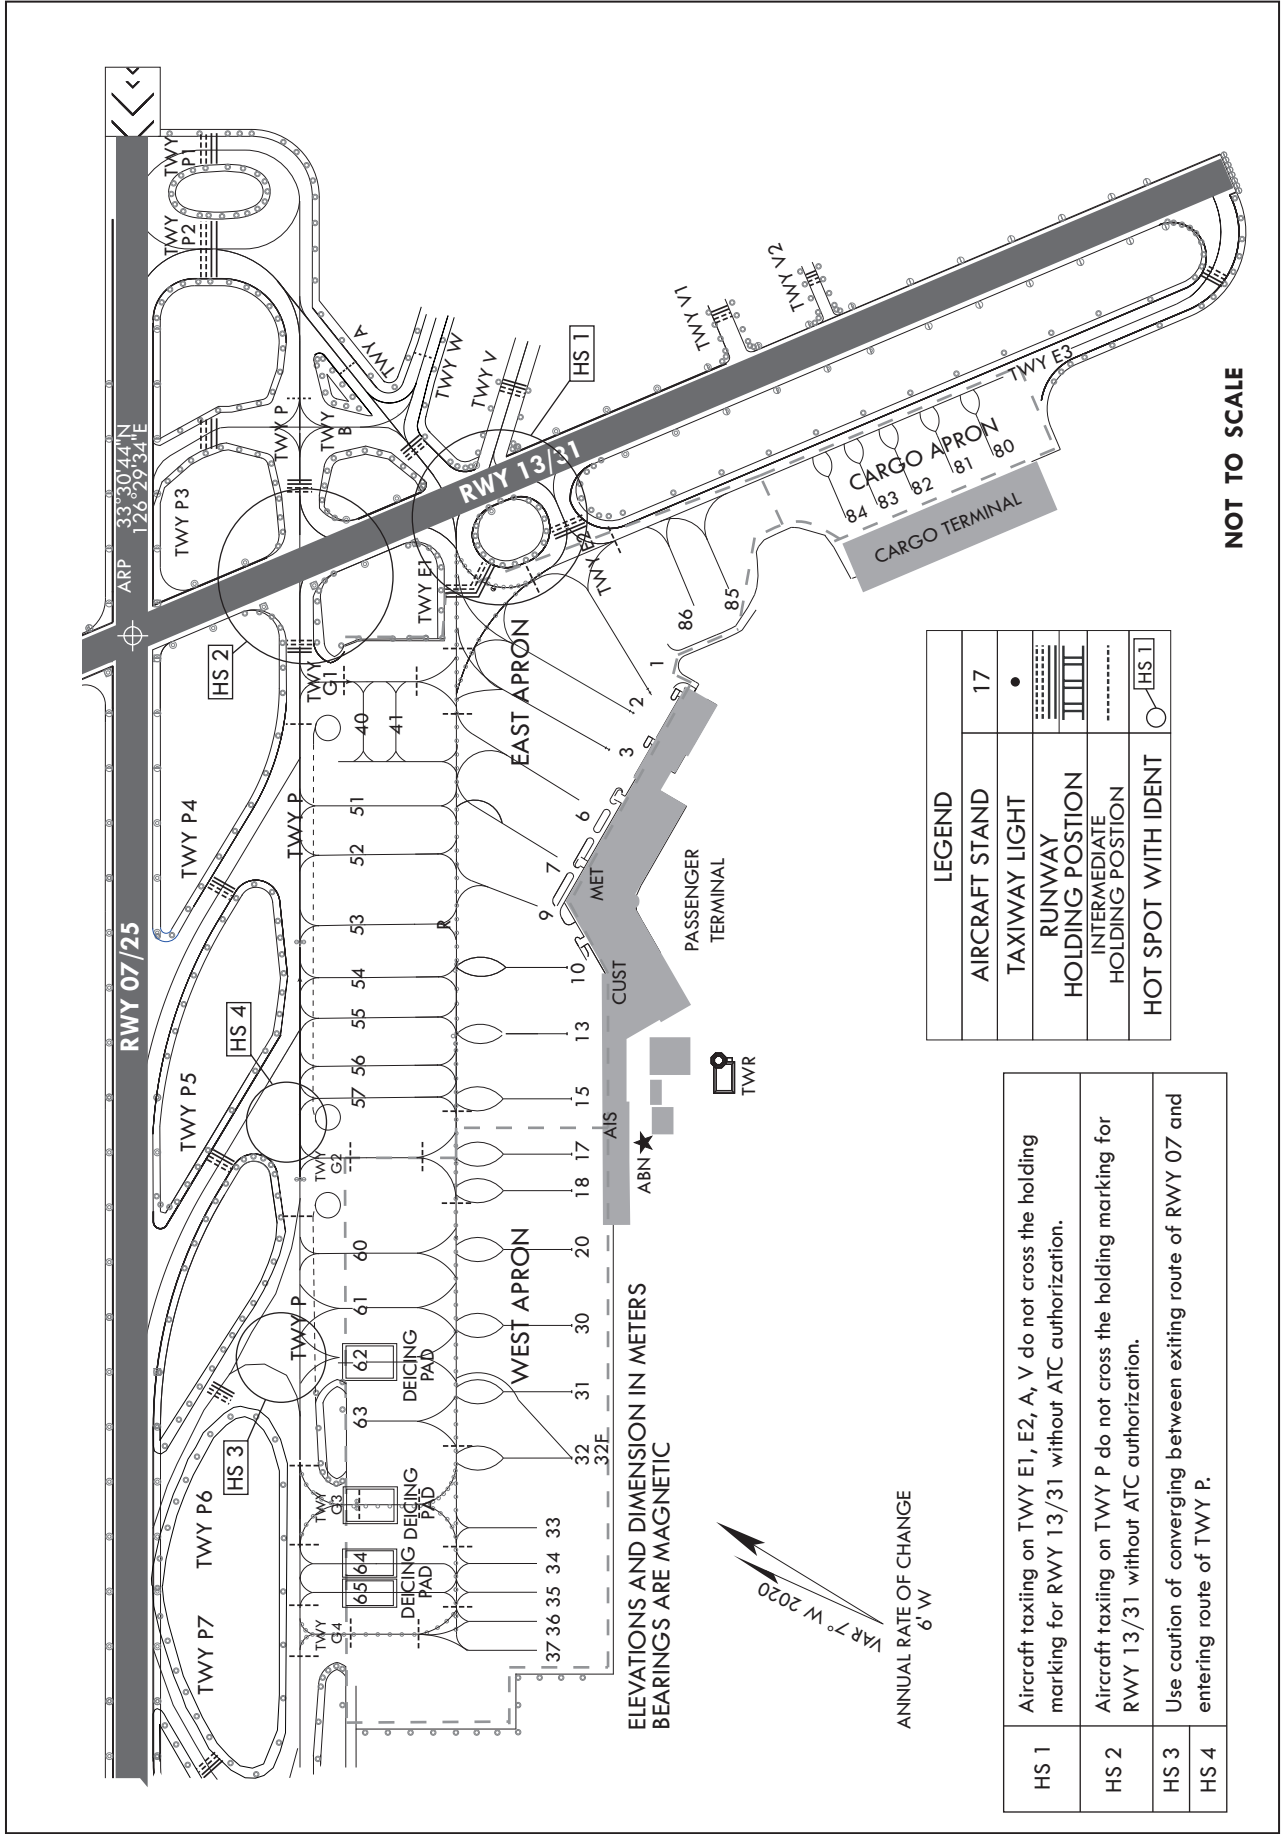 RWY 07/25
ARP
33°30'44"N
126°29'34"E
RWY 13/31
TWY P7
TWY P6
TWY P5
TWY P4
TWY P3
TWY
P2
TWY
P1
HS 3
HS 4
HS 2
HS 1
TWY P
TWY P
TWY P
TWY
G4
TWY
G3
TWY
G2
TWY
G1
TWY
B
TWY A
TWY W
TWY V
TWY V1
TWY V2
TWY E1
TWY E2
TWY E3
65
64
63
62
61
60
57
56
55
54
53
52
51
40
41
DEICING
PAD
DEICING
PAD
DEICING
PAD
R
WEST APRON
EAST APRON
37
36
35
34
33
32
32F
31
30
20
18
17
15
13
10
9
7
6
3
2
1
86
85
84
83
82
81
80
CARGO APRON
CARGO TERMINAL
MET
CUST
AIS
ABN
TWR
PASSENGER
TERMINAL
ELEVATIONS AND DIMENSION IN METERS
BEARINGS ARE MAGNETIC
VAR 7° W 2020
ANNUAL RATE OF CHANGE
6' W
LEGEND
AIRCRAFT STAND
17
TAXIWAY LIGHT
RUNWAY
HOLDING POSTION
INTERMEDIATE
HOLDING POSTION
HOT SPOT WITH IDENT
HS 1
NOT TO SCALE
HS 1
Aircraft taxiing on TWY E1, E2, A, V do not cross the holding
marking for RWY 13/31 without ATC authorization.
HS 2
Aircraft taxiing on TWY P do not cross the holding marking for
RWY 13/31 without ATC authorization.
HS 3
HS 4
Use caution of converging between exiting route of RWY 07 and
entering route of TWY P.